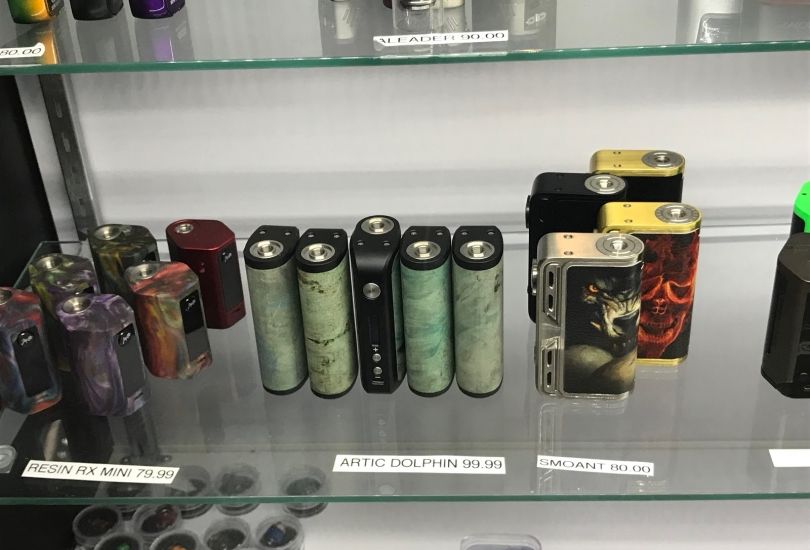 80.00
ALEADER 90.00
RESIN RX MINI 79.99
ARTIC DOLPHIN 99.99
SMOANT 80.00